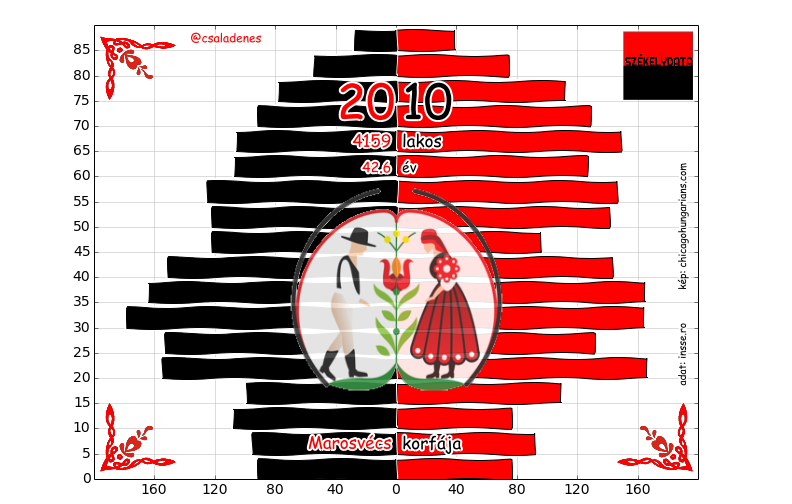 @csaladenes
SZÉKELYDATA
2010
4159 lakos
42.6 év
kép: chicagohungarians.com
adat: insse.ro
Marosvécs korfája
85
80
75
70
65
60
55
50
45
40
35
30
25
20
15
10
5
0
160 120 80 40 0 40 80 120 160